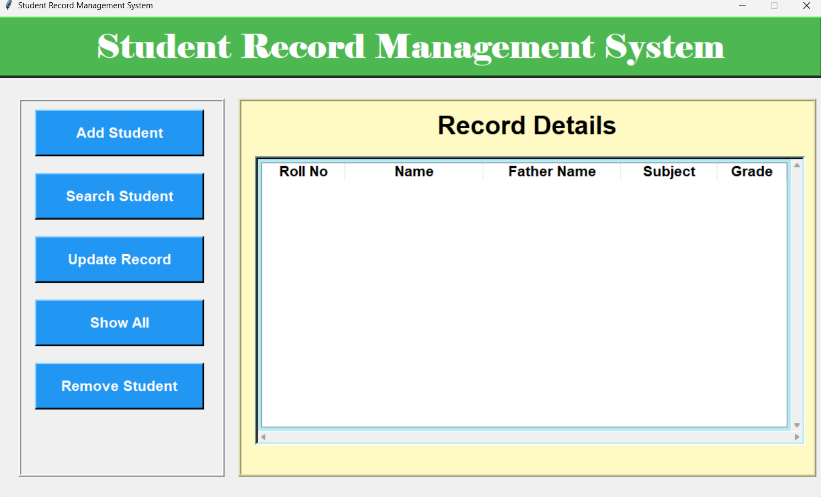 Student Record Management System
Student Record Management System
Add Student
Search Student
Update Record
Show All
Remove Student
Record Details
Roll No Name Father Name Subject Grade